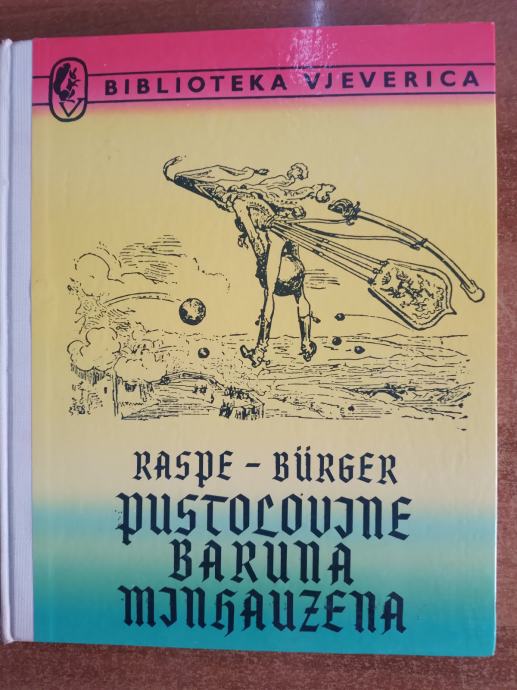 V
BIBLIOTEKA VJEVERICA
RASPE - BÜRGER
PUSTOLOVINE
BARUNA
MINHAUZENA